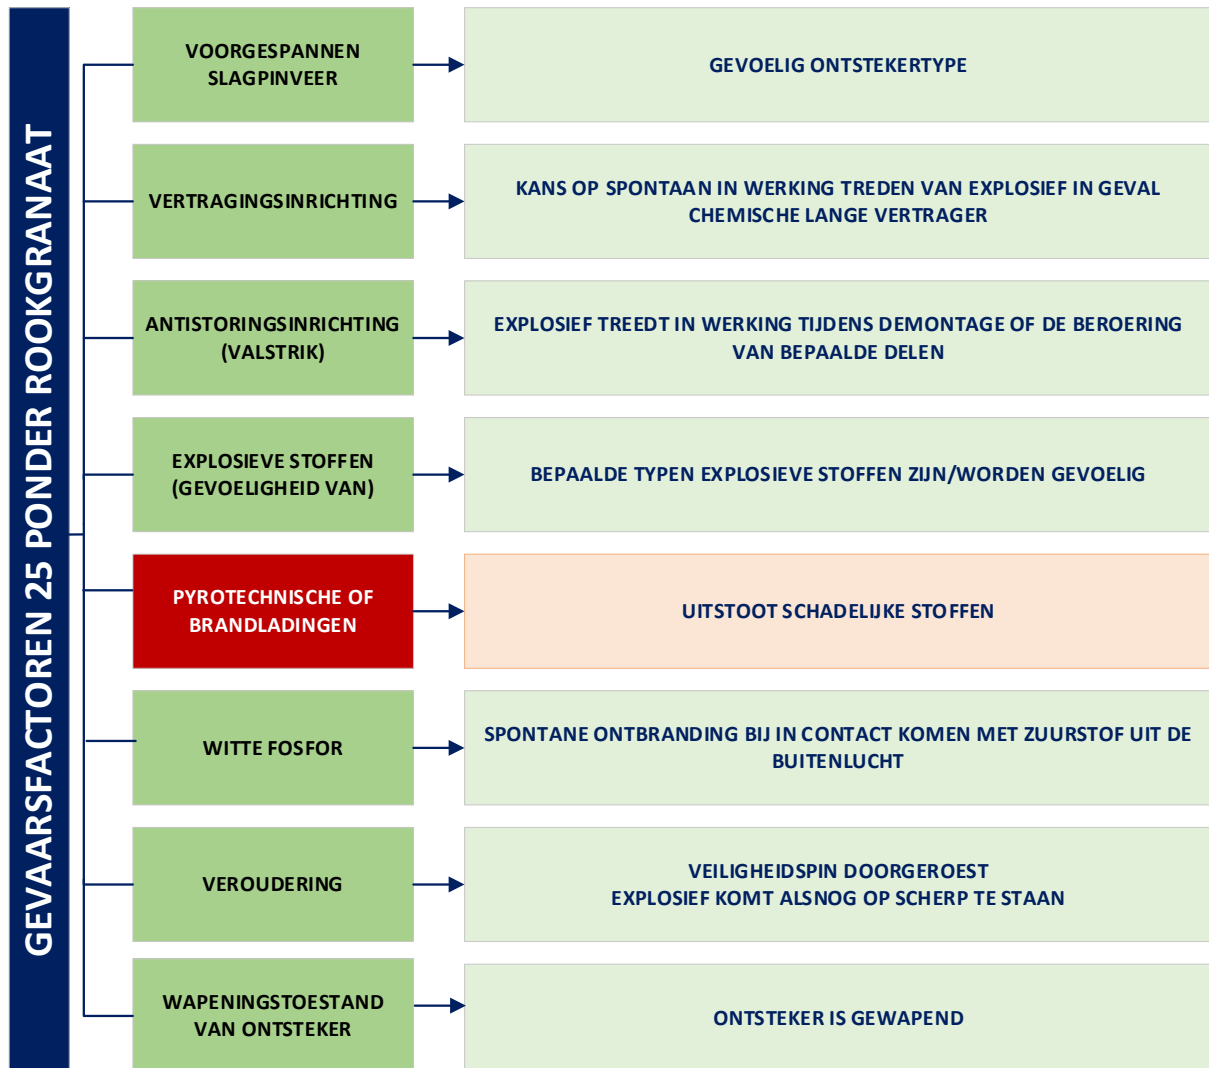 GEVAARSFACTOREN 25 PONDER ROOKGRANAAT
VOORGESPANNEN
SLAGPINVEER
GEVOELIG ONTSTEKERTYPE
VERTRAGINGSINRICHTING
KANS OP SPONTAAN IN WERKING TREDEN VAN EXPLOSIEF IN GEVAL
CHEMISCHE LANGE VERTRAGER
ANTISTORINGSINRICHTING
(VALSTRIK)
EXPLOSIEF TREEDT IN WERKING TIJDENS DEMONTAGE OF DE BEROERING
VAN BEPAALDE DELEN
EXPLOSIEVE STOFFEN
(GEVOELIGHEID VAN)
BEPAALDE TYPEN EXPLOSIEVE STOFFEN ZIJN/WORDEN GEVOELIG
PYROTECHNISCHE OF
BRANDLADINGEN
UITSTOOT SCHADELIJKE STOFFEN
WITTE FOSFOR
SPONTANE ONTBRANDING BIJ IN CONTACT KOMEN MET ZUURSTOF UIT DE
BUITENLUCHT
VEROUDERING
VEILIGHEIDSPIN DOORGEROEST
EXPLOSIEF KOMT ALSNOG OP SCHERP TE STAAN
WAPENINGSTOESTAND
VAN ONTSTEKER
ONTSTEKER IS GEWAPEND